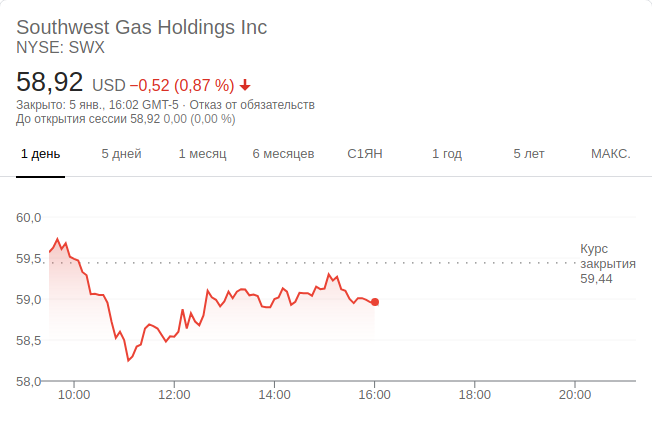 Southwest Gas Holdings Inc
NYSE: SWX
58,92 USD −0,52 (0,87 %)
Закрыто: 5 янв., 16:02 GMT-5 · Отказ от обязательств
До открытия сессии 58,92 0,00 (0,00 %)
1 день 5 дней 1 месяц 6 месяцев С1ЯН 1 год 5 лет МАКС.
60,0
59,5
59,0
58,5
58,0
Курс
закрытия
59,44
10:00 12:00 14:00 16:00 18:00 20:00